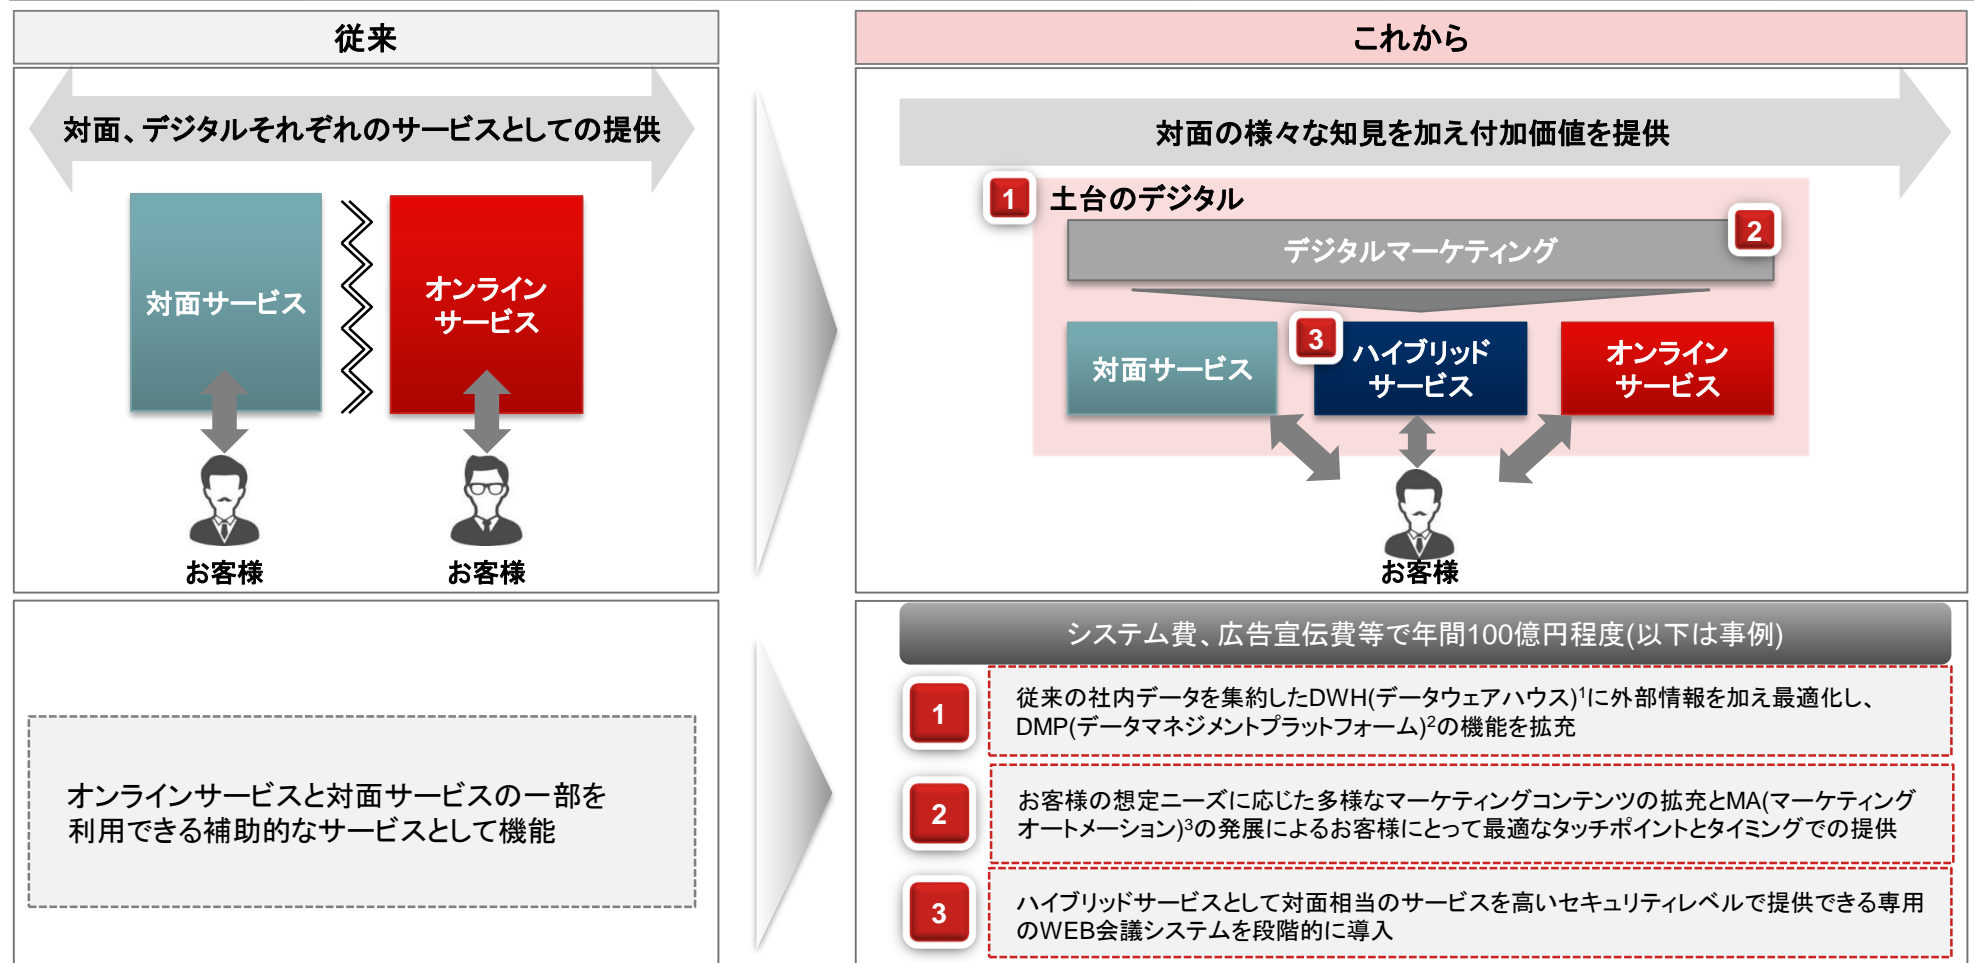 従来
対面、デジタルそれぞれのサービスとしての提供
対面サービス
オンライン
サービス
お客様
お客様
オンラインサービスと対面サービスの一部を
利用できる補助的なサービスとして機能
これから
対面の様々な知見を加え付加価値を提供
1
土台のデジタル
デジタルマーケティング
2
対面サービス
3
ハイブリッド
サービス
オンライン
サービス
お客様
システム費、広告宣伝費等で年間100億円程度(以下は事例)
1
従来の社内データを集約したDWH(データウェアハウス)¹に外部情報を加え最適化し、
DMP(データマネジメントプラットフォーム)²の機能を拡充
2
お客様の想定ニーズに応じた多様なマーケティングコンテンツの拡充とMA(マーケティング
オートメーション)³の発展によるお客様にとって最適なタッチポイントとタイミングでの提供
3
ハイブリッドサービスとして対面相当のサービスを高いセキュリティレベルで提供できる専用
のWEB会議システムを段階的に導入